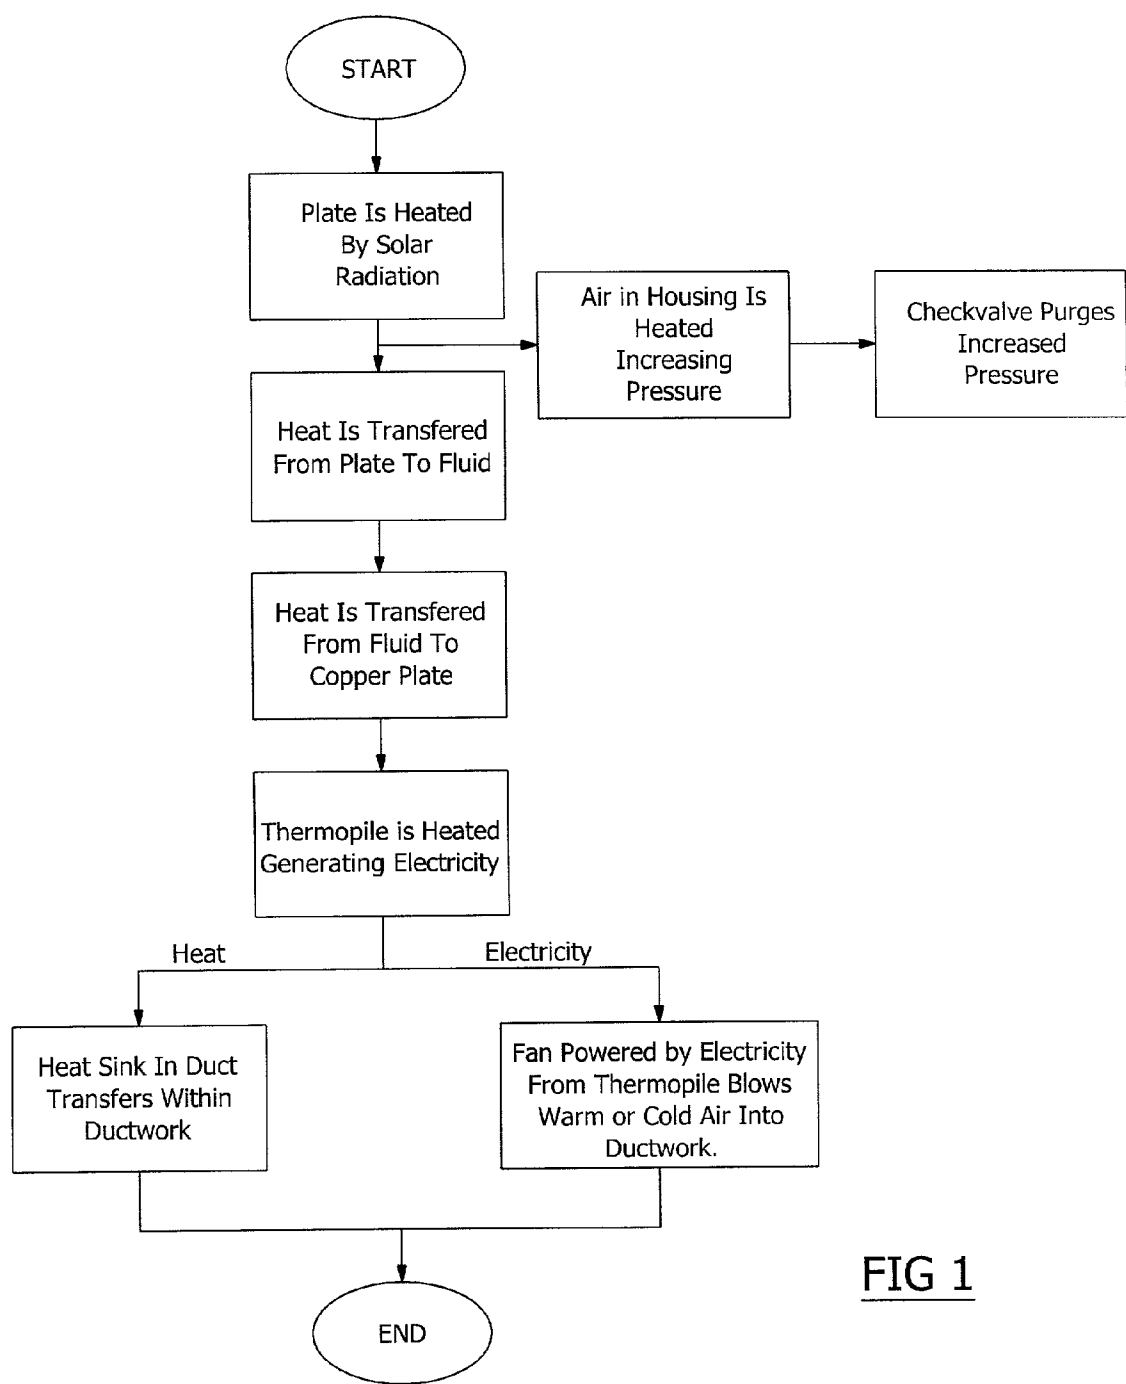 START
Plate Is Heated
By Solar
Radiation
Air in Housing Is
Heated
Increasing
Pressure
Checkvalve Purges
Increased
Pressure
Heat Is Transfered
From Plate To Fluid
Heat Is Transfered
From Fluid To
Copper Plate
Thermopile is Heated
Generating Electricity
Heat
Electricity
Heat Sink In Duct
Transfers Within
Ductwork
Fan Powered by Electricity
From Thermopile Blows
Warm or Cold Air Into
Ductwork.
END
FIG 1